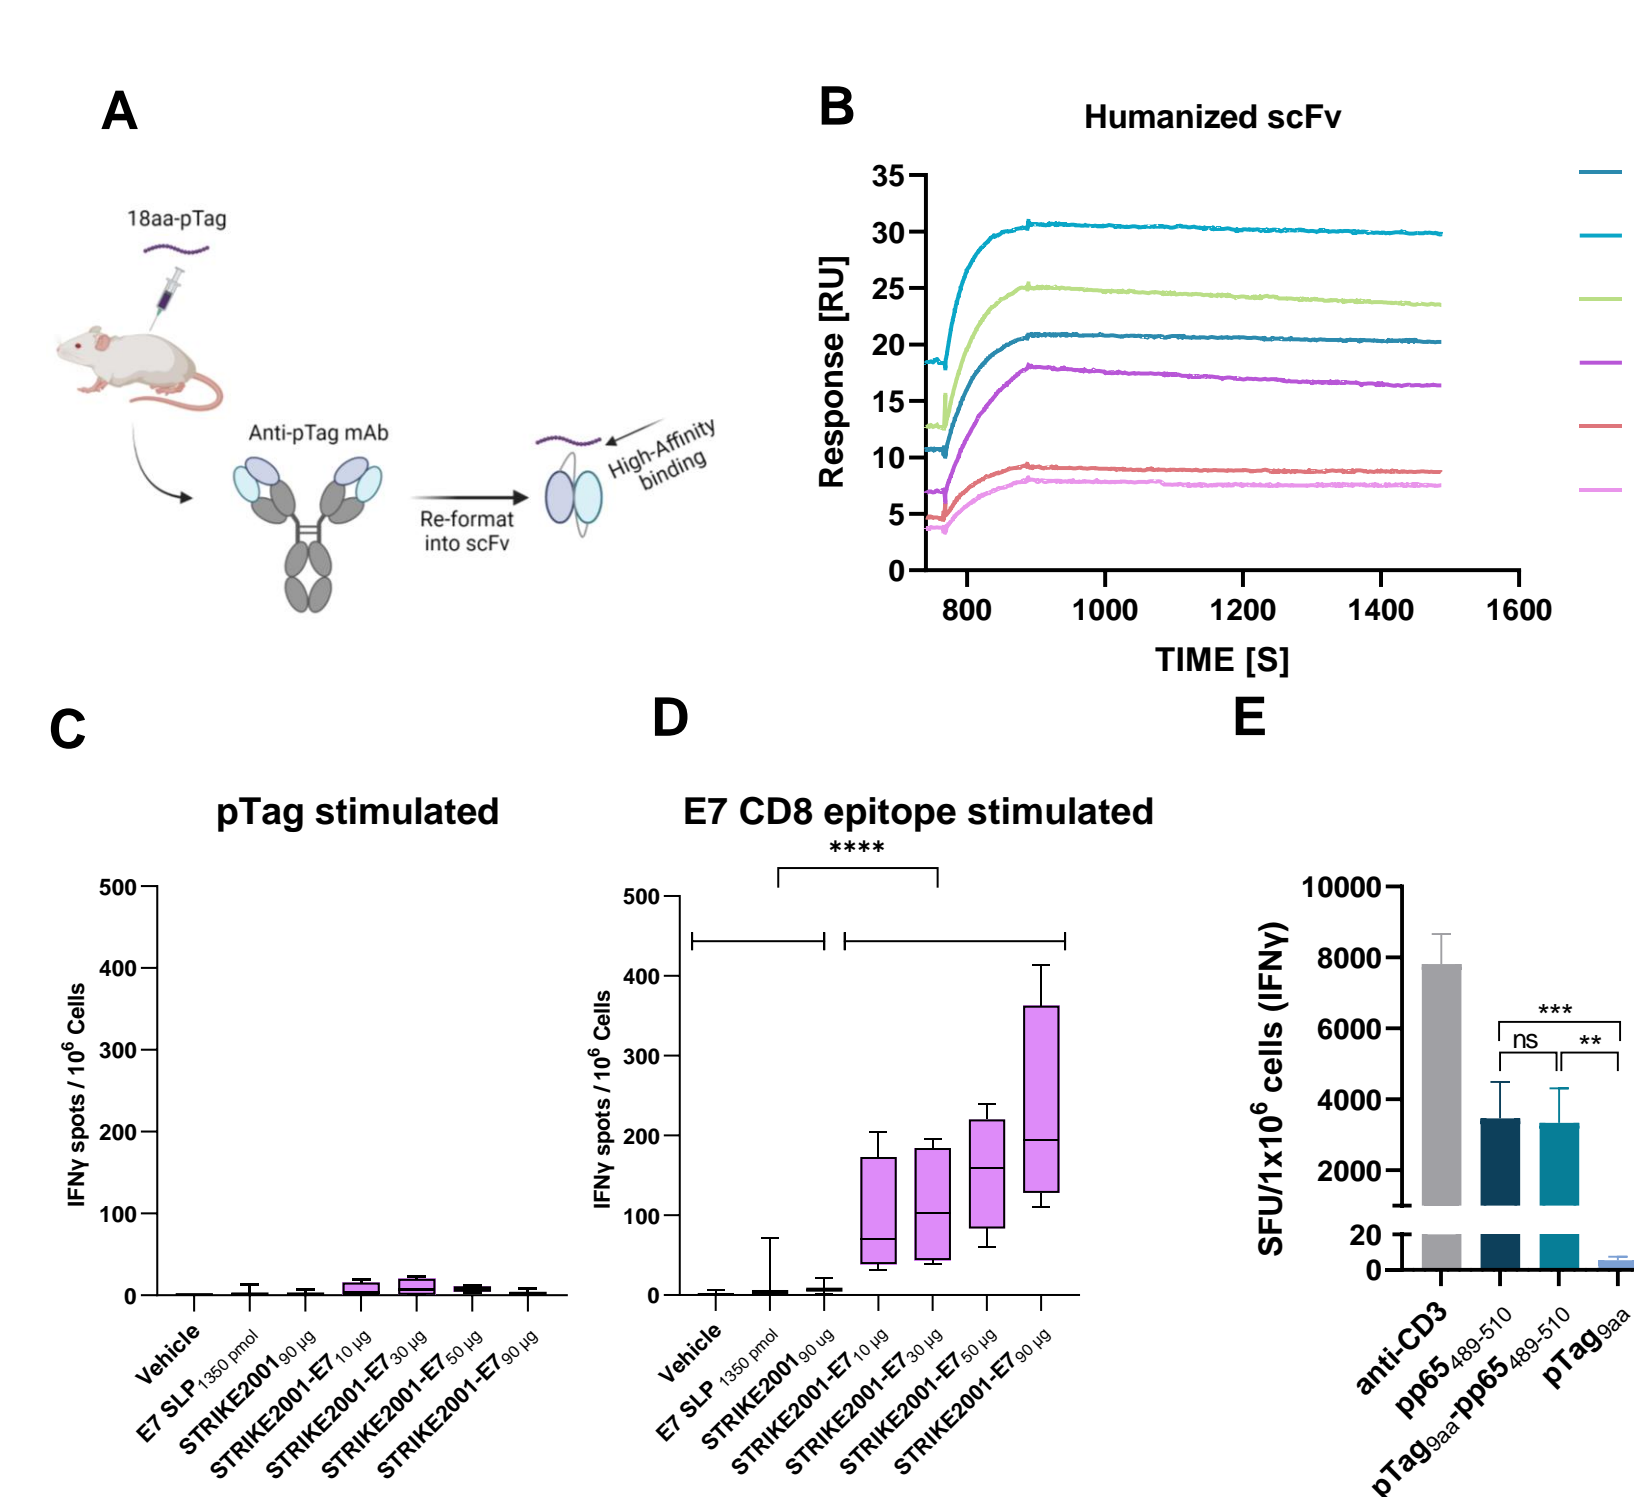 A
18aa-pTag
Anti-pTag mAb
Re-format
into scFv
High-Affinity
binding
B
Humanized scFv
Response [RU]
35
30
25
20
15
10
5
0
800 1000 1200 1400 1600
TIME [S]
C
pTag stimulated
IFNγ spots / 10⁶ Cells
500
400
300
200
100
0
Vehicle
E7 SLP 1350 pmol
STRIKE2001 90 µg
STRIKE2001-E7 10 µg
STRIKE2001-E7 30 µg
STRIKE2001-E7 50 µg
STRIKE2001-E7 90 µg
D
E7 CD8 epitope stimulated
****
IFNγ spots / 10⁶ Cells
500
400
300
200
100
0
Vehicle
E7 SLP 1350 pmol
STRIKE2001 90 µg
STRIKE2001-E7 10 µg
STRIKE2001-E7 30 µg
STRIKE2001-E7 50 µg
STRIKE2001-E7 90 µg
E
SFU/1x10⁶ cells (IFNγ)
10000
8000
6000
4000
2000
20
0
***
ns **
anti-CD3
pp65 489-510
pTag9aa-pp65 489-510
pTag9aa